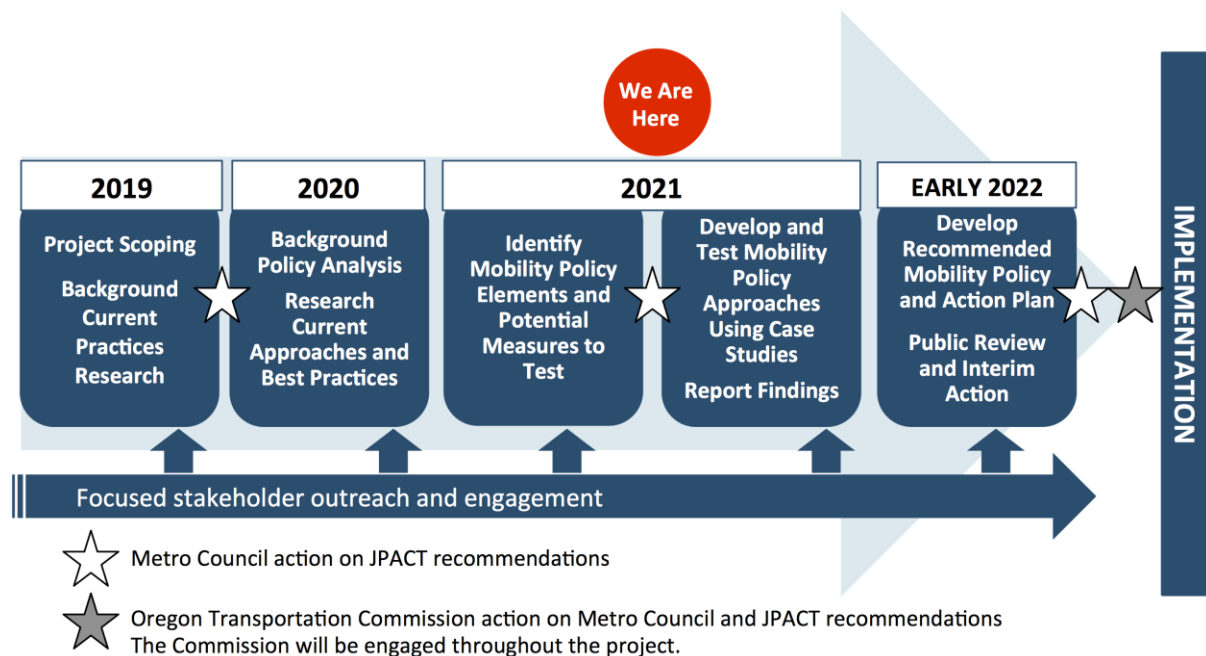 We Are
Here
2019
2020
2021
EARLY 2022
Project Scoping
Background
Current
Practices
Research
Background
Policy Analysis
Research
Current
Approaches and
Best Practices
Identify
Mobility Policy
Elements and
Potential
Measures to
Test
Develop and
Test Mobility
Policy
Approaches
Using Case
Studies
Report Findings
Develop
Recommended
Mobility Policy
and Action Plan
Public Review
and Interim
Action
IMPLEMENTATION
Focused stakeholder outreach and engagement
Metro Council action on JPACT recommendations
Oregon Transportation Commission action on Metro Council and JPACT recommendations
The Commission will be engaged throughout the project.